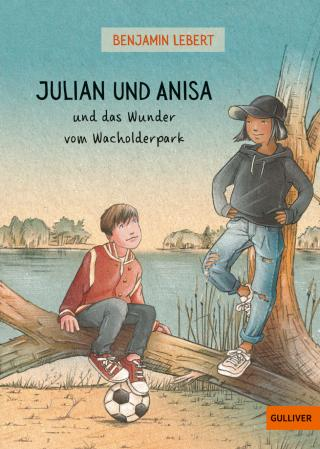 BENJAMIN LEBERT
JULIAN UND ANISA
und das Wunder
vom Wacholderpark
GULLIVER